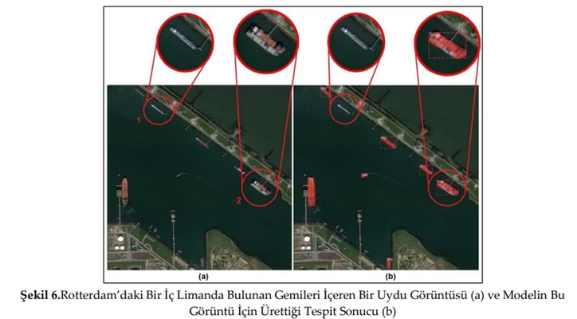 1
2
(a)
(b)
Şekil 6.Rotterdam'daki Bir İç Limanda Bulunan Gemileri İçeren Bir Uydu Görüntüsü (a) ve Modelin Bu
Görüntü İçin Ürettiği Tespit Sonucu (b)